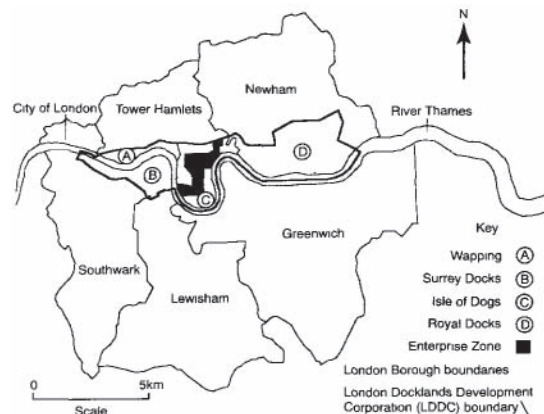 N
Newham
City of London
Tower Hamlets
River Thames
A
D
B
C
Greenwich
Southwark
Lewisham
Key
Wapping A
Surrey Docks B
Isle of Dogs C
Royal Docks D
Enterprise Zone
London Borough boundaries
London Docklands Development
Corporation (LDDC) boundary
0 5km
Scale